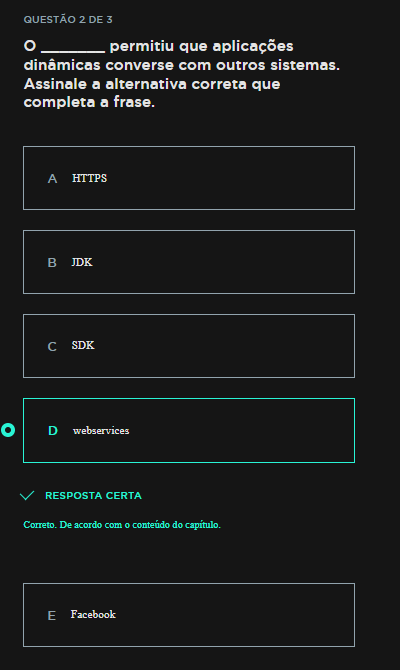 QUESTÃO 2 DE 3
O _______ permitiu que aplicações
dinâmicas converse com outros sistemas.
Assinale a alternativa correta que
completa a frase.
A HTTPS
B JDK
C SDK
D webservices
RESPOSTA CERTA
Correto. De acordo com o conteúdo do capítulo.
E Facebook